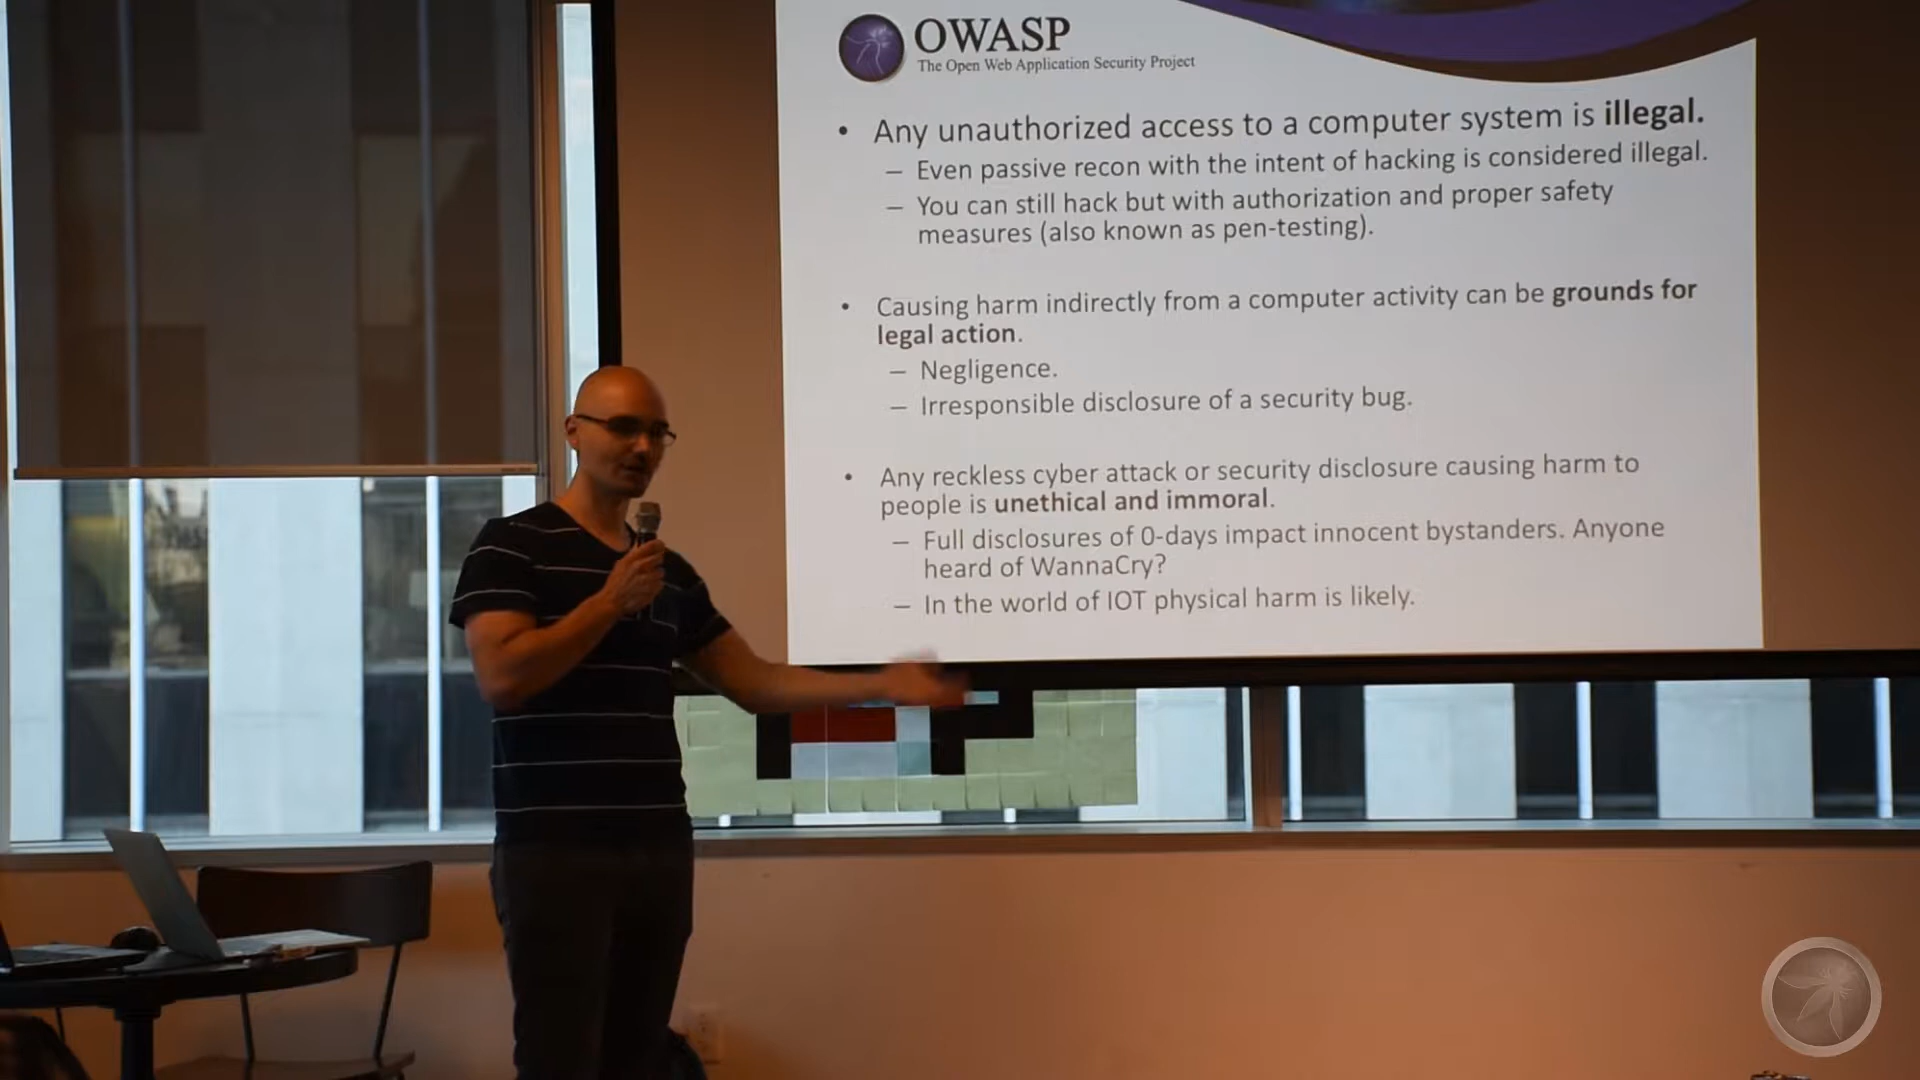 OWASP
The Open Web Application Security Project
• Any unauthorized access to a computer system is illegal.
– Even passive recon with the intent of hacking is considered illegal.
– You can still hack but with authorization and proper safety
measures (also known as pen-testing).
• Causing harm indirectly from a computer activity can be grounds for
legal action.
– Negligence.
– Irresponsible disclosure of a security bug.
• Any reckless cyber attack or security disclosure causing harm to
people is unethical and immoral.
– Full disclosures of 0-days impact innocent bystanders. Anyone
heard of WannaCry?
– In the world of IOT physical harm is likely.